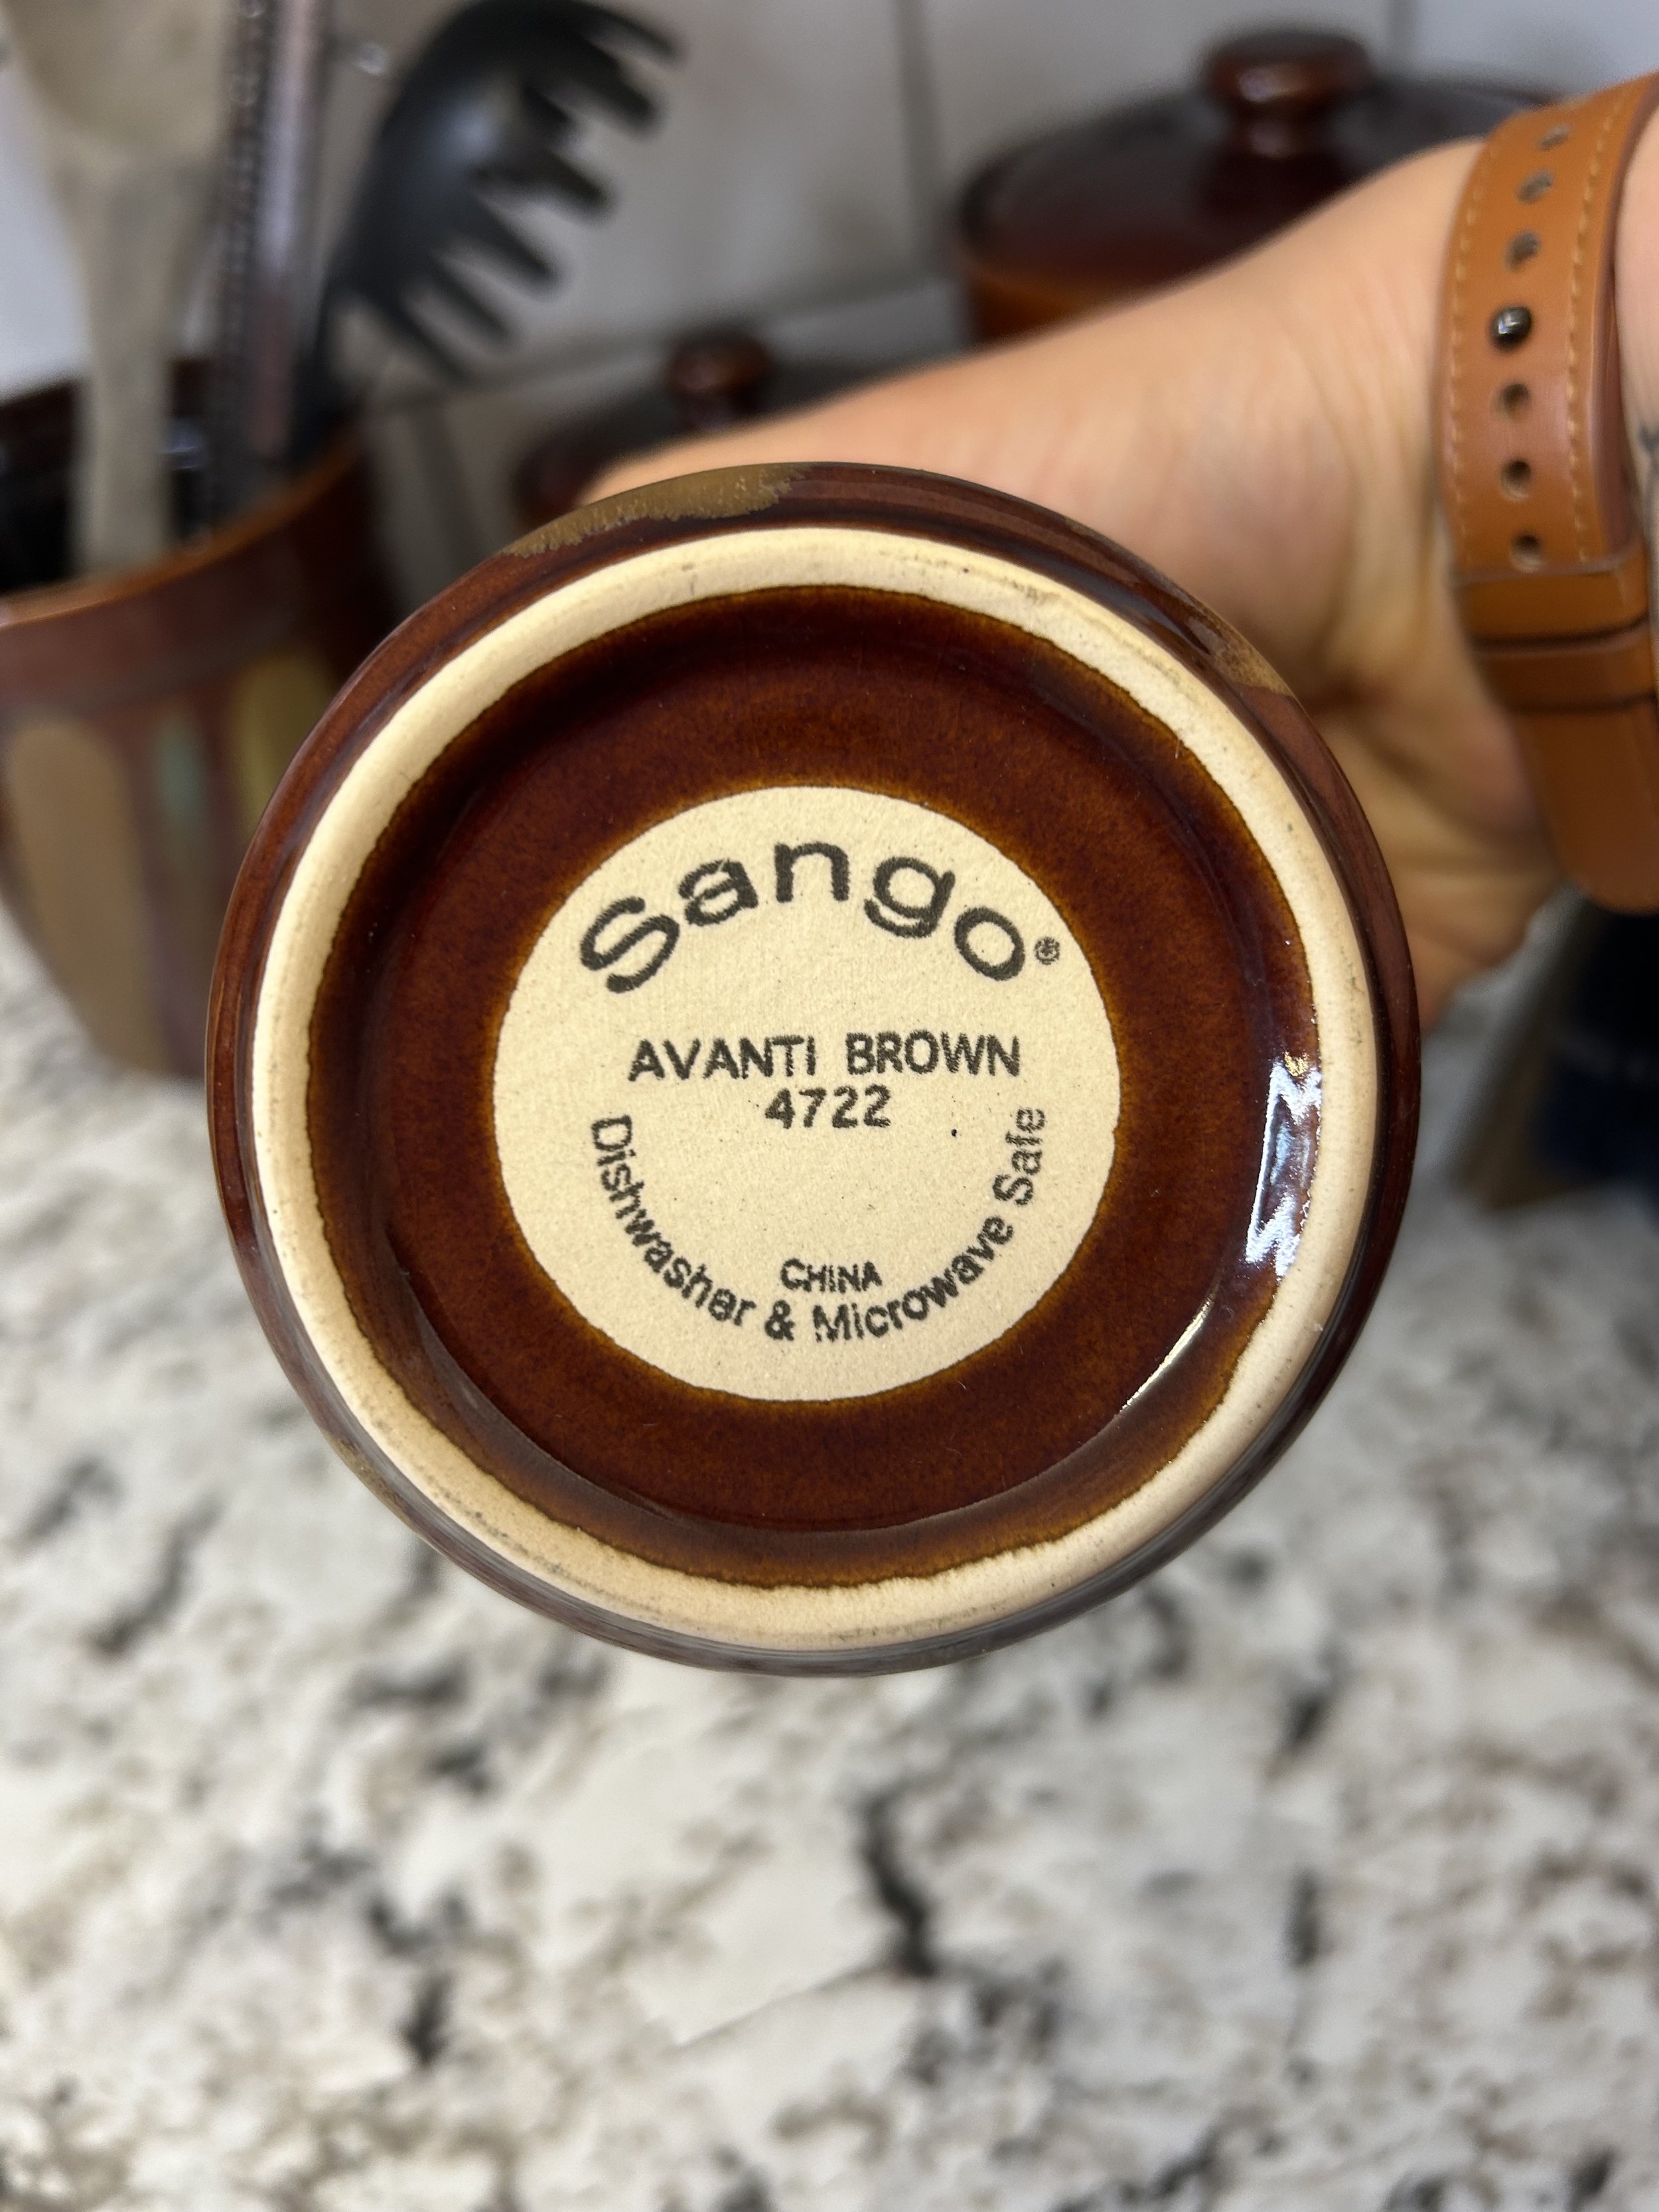 Sango®
AVANTI BROWN
4722
CHINA
Dishwasher & Microwave Safe